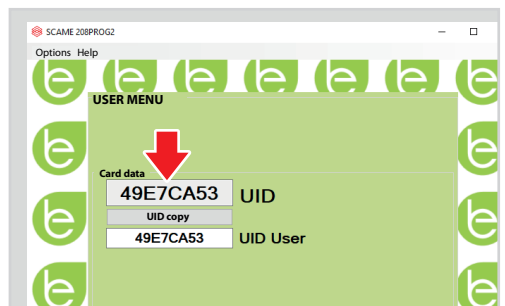 SCAME 208PROG2
Options Help
USER MENU
Card data
49E7CA53 UID
UID copy
49E7CA53 UID User